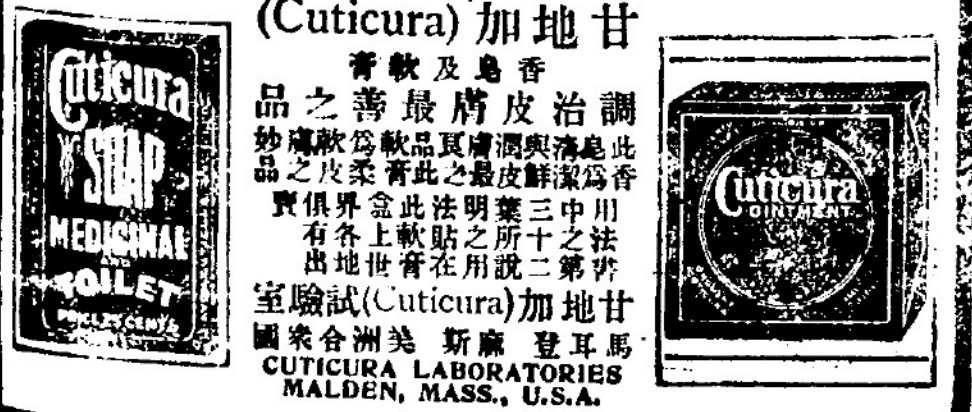 Cuticura
SOAP
MEDICINAL
TOILET
甘地加 (Cuticura)
香皂及軟膏
調治皮膚最善之品
此香皂為清潔與鮮潤皮膚最良之品此軟膏為柔軟皮膚之妙品
用法書中之第三十二葉所說明之用法貼在此盒軟膏世界上各地俱有出賣
甘地加(Cuticura)試驗室
馬耳登 麻斯 美洲合衆國
CUTICURA LABORATORIES
MALDEN, MASS., U.S.A.
Cuticura
OINTMENT